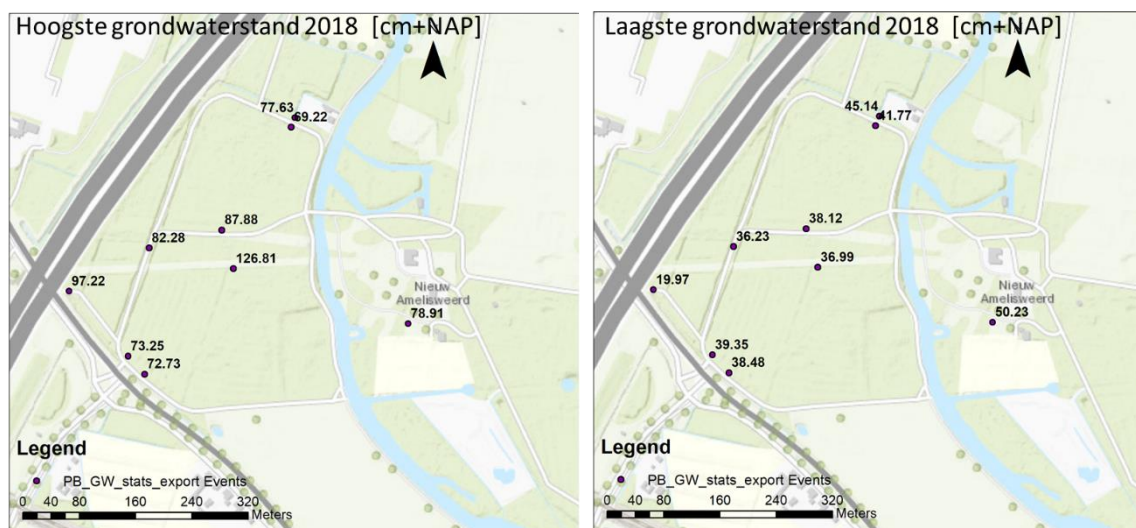 Hoogste grondwaterstand 2018 [cm+NAP]
77.63
69.22
87.88
82.28
126.81
97.22
Nieuw
Amelisweerd
78.91
73.25
72.73
Legend
PB_GW_stats_export Events
0 40 80 160 240 320
Meters
Laagste grondwaterstand 2018 [cm+NAP]
45.14
41.77
38.12
36.23
36.99
19.97
Nieuw
Amelisweerd
50.23
39.35
38.48
Legend
PB_GW_stats_export Events
0 40 80 160 240 320
Meters